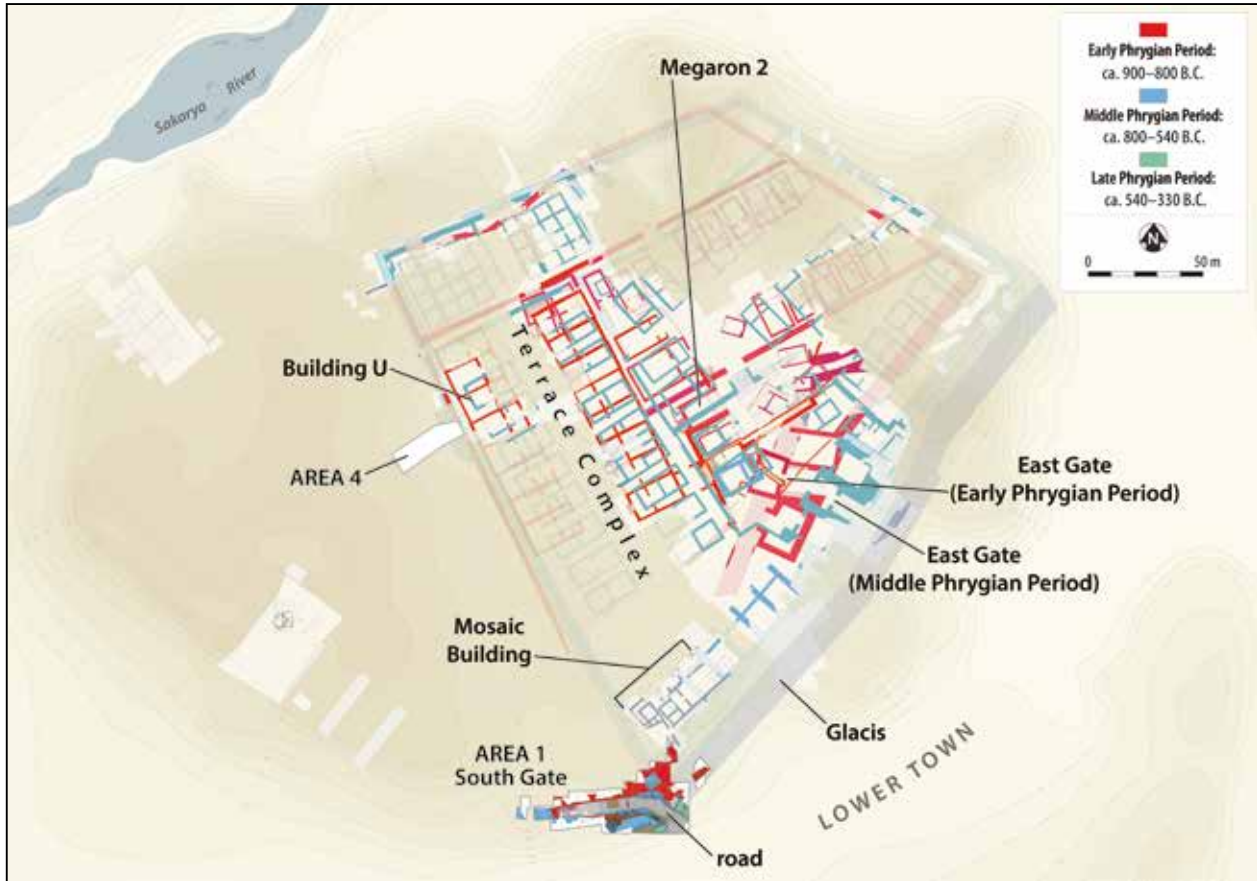 Sakarya River
Megaron 2
Early Phrygian Period:
ca. 900–800 B.C.
Middle Phrygian Period:
ca. 800–540 B.C.
Late Phrygian Period:
ca. 540–330 B.C.
N
0 50 m
Building U
Terrace Complex
AREA 4
East Gate
(Early Phrygian Period)
East Gate
(Middle Phrygian Period)
Mosaic
Building
Glacis
AREA 1
South Gate
LOWER TOWN
road